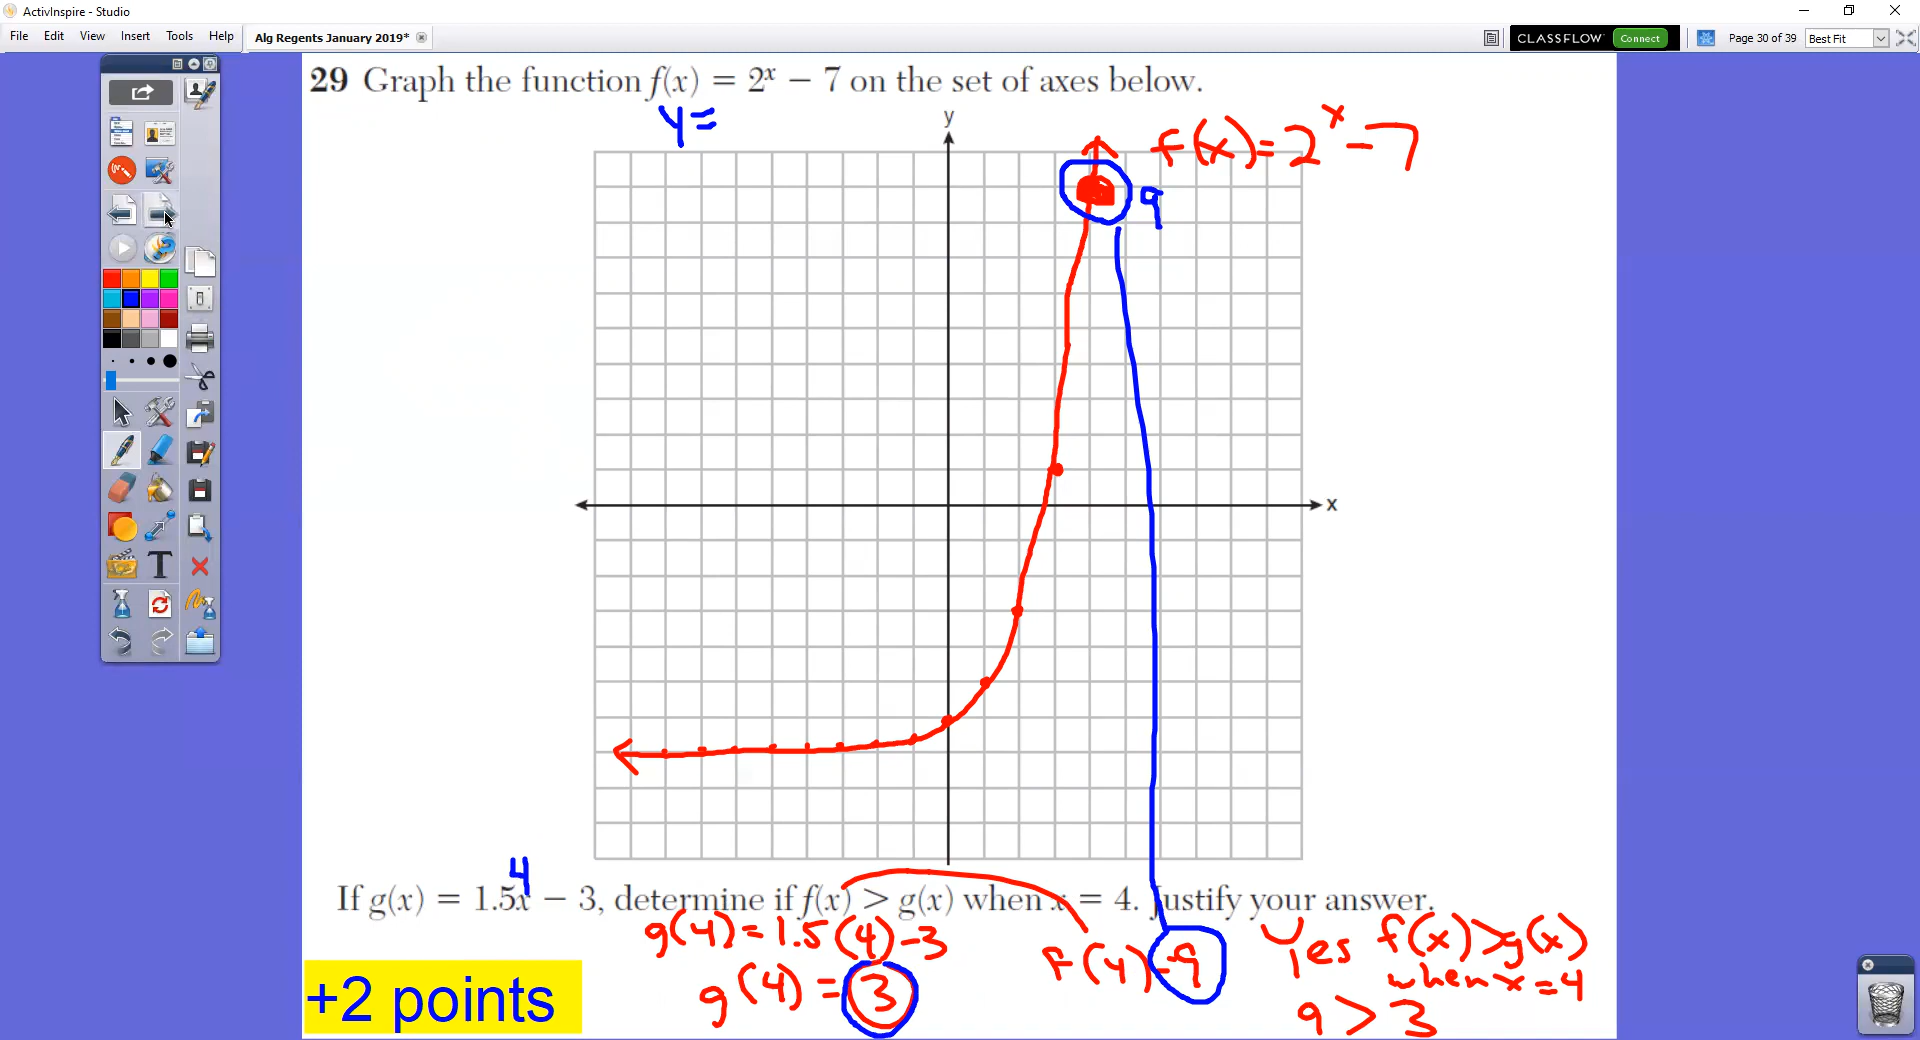 ActivInspire - Studio
File Edit View Insert Tools Help
Alg Regents January 2019*
CLASSFLOW Connect
Page 30 of 39
Best Fit
29 Graph the function f(x) = 2ˣ − 7 on the set of axes below.
y=
y
f(x)=2ˣ-7
9
x
4
If g(x) = 1.5x − 3, determine if f(x) > g(x) when x = 4. Justify your answer.
g(4)=1.5(4)-3
g(4)=3
f(4)=9
Yes f(x)>g(x)
when x=4
9 > 3
+2 points